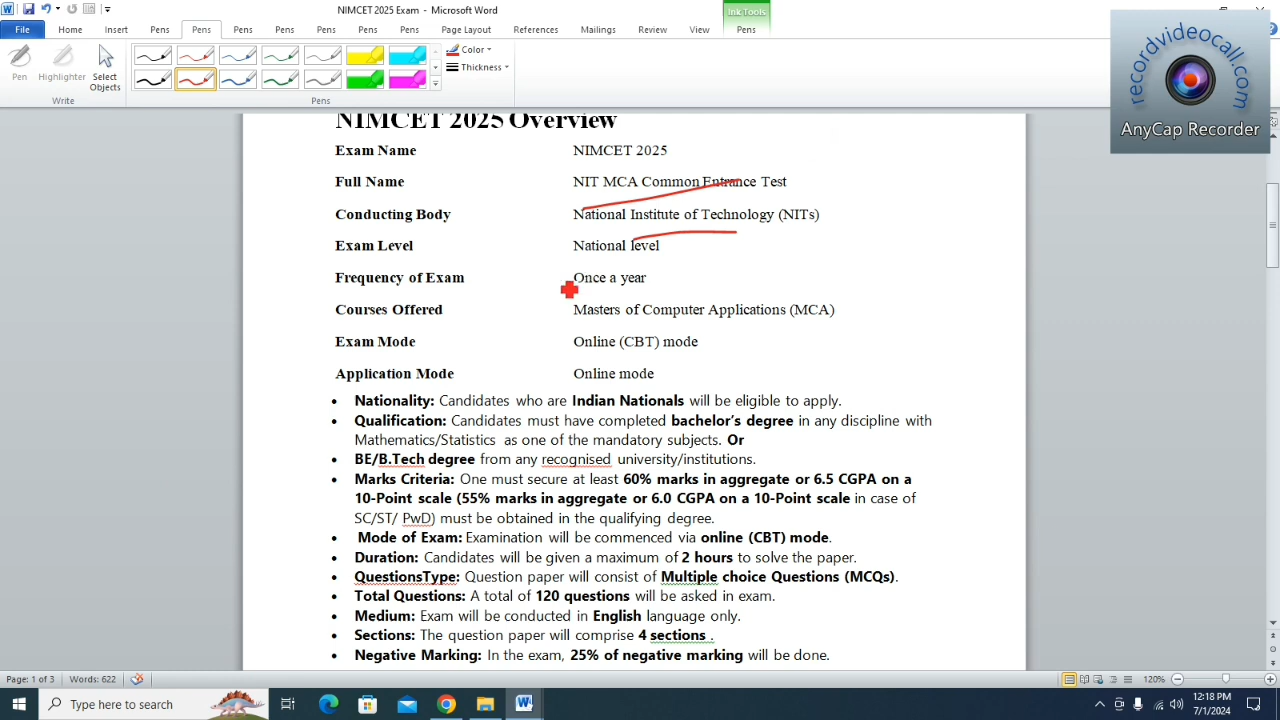 NIMCET 2025 Exam - Microsoft Word
Ink Tools
File Home Insert Pens Pens Pens Pens Pens Pens Pens Page Layout References Mailings Review View Pens
Pen Highlighter Select Objects
Color
Thickness
Write Pens
recordvideocall.com
AnyCap Recorder
NIMCET 2025 Overview
Exam Name NIMCET 2025
Full Name NIT MCA Common Entrance Test
Conducting Body National Institute of Technology (NITs)
Exam Level National level
Frequency of Exam Once a year
Courses Offered Masters of Computer Applications (MCA)
Exam Mode Online (CBT) mode
Application Mode Online mode
• Nationality: Candidates who are Indian Nationals will be eligible to apply.
• Qualification: Candidates must have completed bachelor's degree in any discipline with
Mathematics/Statistics as one of the mandatory subjects. Or
• BE/B.Tech degree from any recognised university/institutions.
• Marks Criteria: One must secure at least 60% marks in aggregate or 6.5 CGPA on a
10-Point scale (55% marks in aggregate or 6.0 CGPA on a 10-Point scale in case of
SC/ST/ PwD) must be obtained in the qualifying degree.
• Mode of Exam: Examination will be commenced via online (CBT) mode.
• Duration: Candidates will be given a maximum of 2 hours to solve the paper.
• QuestionsType: Question paper will consist of Multiple choice Questions (MCQs).
• Total Questions: A total of 120 questions will be asked in exam.
• Medium: Exam will be conducted in English language only.
• Sections: The question paper will comprise 4 sections .
• Negative Marking: In the exam, 25% of negative marking will be done.
Page: 1 of 3 Words: 622 120%
Type here to search
12:18 PM
7/1/2024